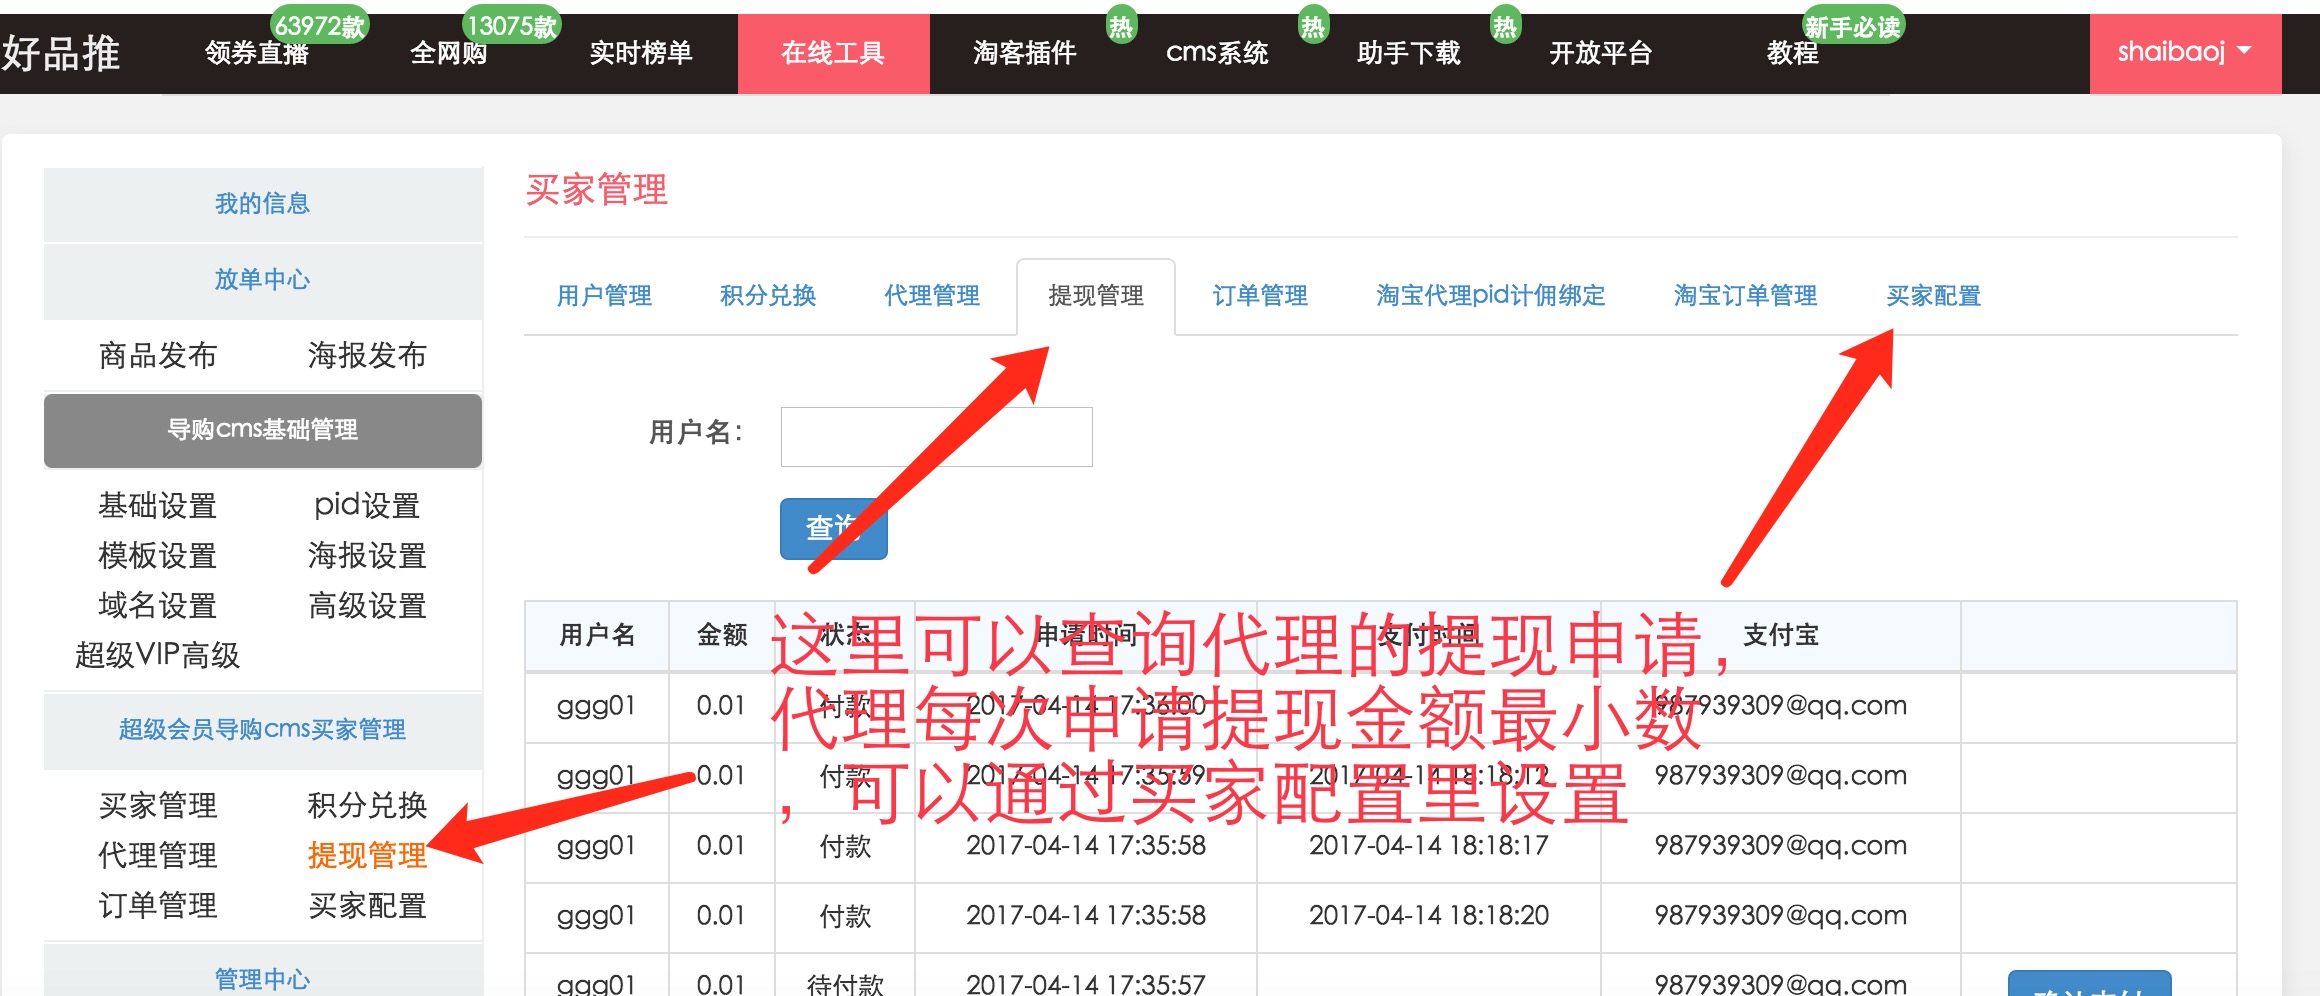 63972款 13075款 热 热 热 新手必读
好品推 领券直播 全网购 实时榜单 在线工具 淘客插件 cms系统 助手下载 开放平台 教程 shaibaoj
我的信息
放单中心
商品发布 海报发布
导购cms基础管理
基础设置 pid设置
模板设置 海报设置
域名设置 高级设置
超级VIP高级
超级会员导购cms买家管理
买家管理 积分兑换
代理管理 提现管理
订单管理 买家配置
管理中心
买家管理
用户管理 积分兑换 代理管理 提现管理 订单管理 淘宝代理pid计佣绑定 淘宝订单管理 买家配置
用户名：
查询
这里可以查询代理的提现申请，
代理每次申请提现金额最小数
，可以通过买家配置里设置
用户名 金额 状态 申请时间 支付时间 支付宝
ggg01 0.01 付款 2017-04-14 17:36:00 987939309@qq.com
ggg01 0.01 付款 2017-04-14 17:35:59 2017-04-14 18:18:12 987939309@qq.com
ggg01 0.01 付款 2017-04-14 17:35:58 2017-04-14 18:18:17 987939309@qq.com
ggg01 0.01 付款 2017-04-14 17:35:58 2017-04-14 18:18:20 987939309@qq.com
ggg01 0.01 待付款 2017-04-14 17:35:57 987939309@qq.com